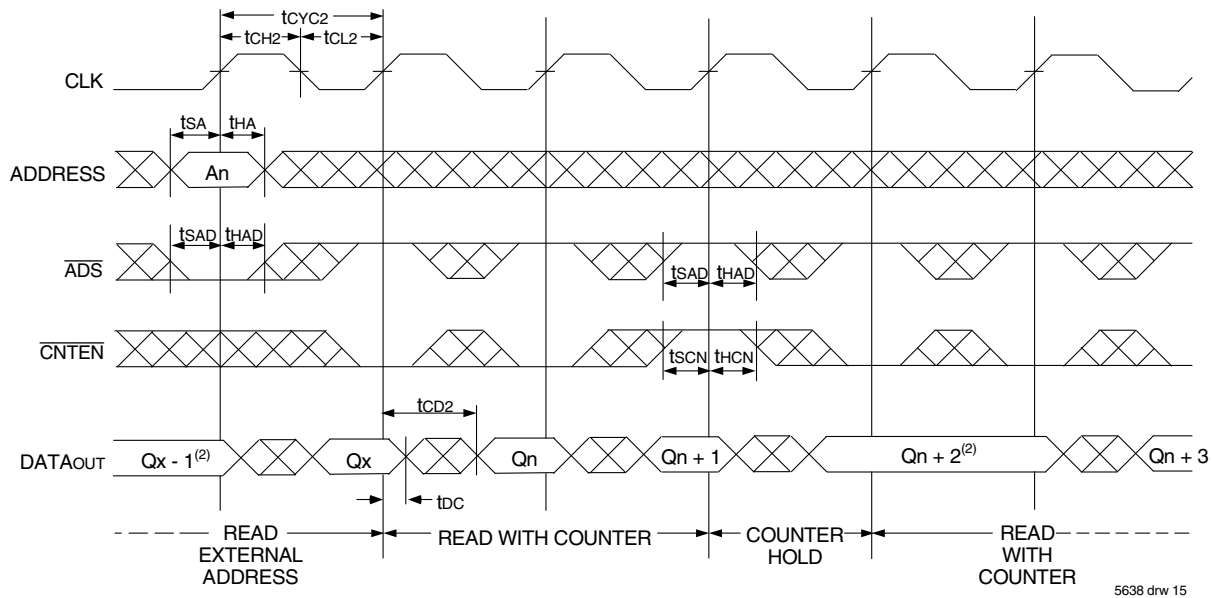 tCYC2
tCH2 tCL2
CLK
tSA tHA
ADDRESS An
tSAD tHAD
ADS
tSAD tHAD
CNTEN
tSCN tHCN
tCD2
DATAOUT Qx - 1(2) Qx Qn Qn + 1 Qn + 2(2) Qn + 3
tDC
READ EXTERNAL ADDRESS
READ WITH COUNTER
COUNTER HOLD
READ WITH COUNTER
5638 drw 15